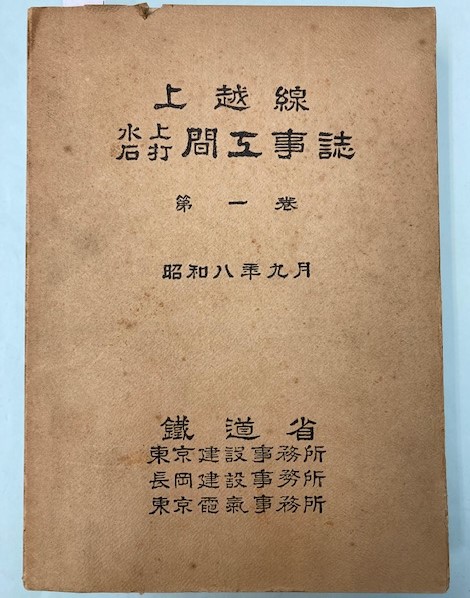 上越線
水上石打間工事誌
第一卷
昭和八年九月
鐵道省
東京建設事務所
長岡建設事務所
東京電氣事務所